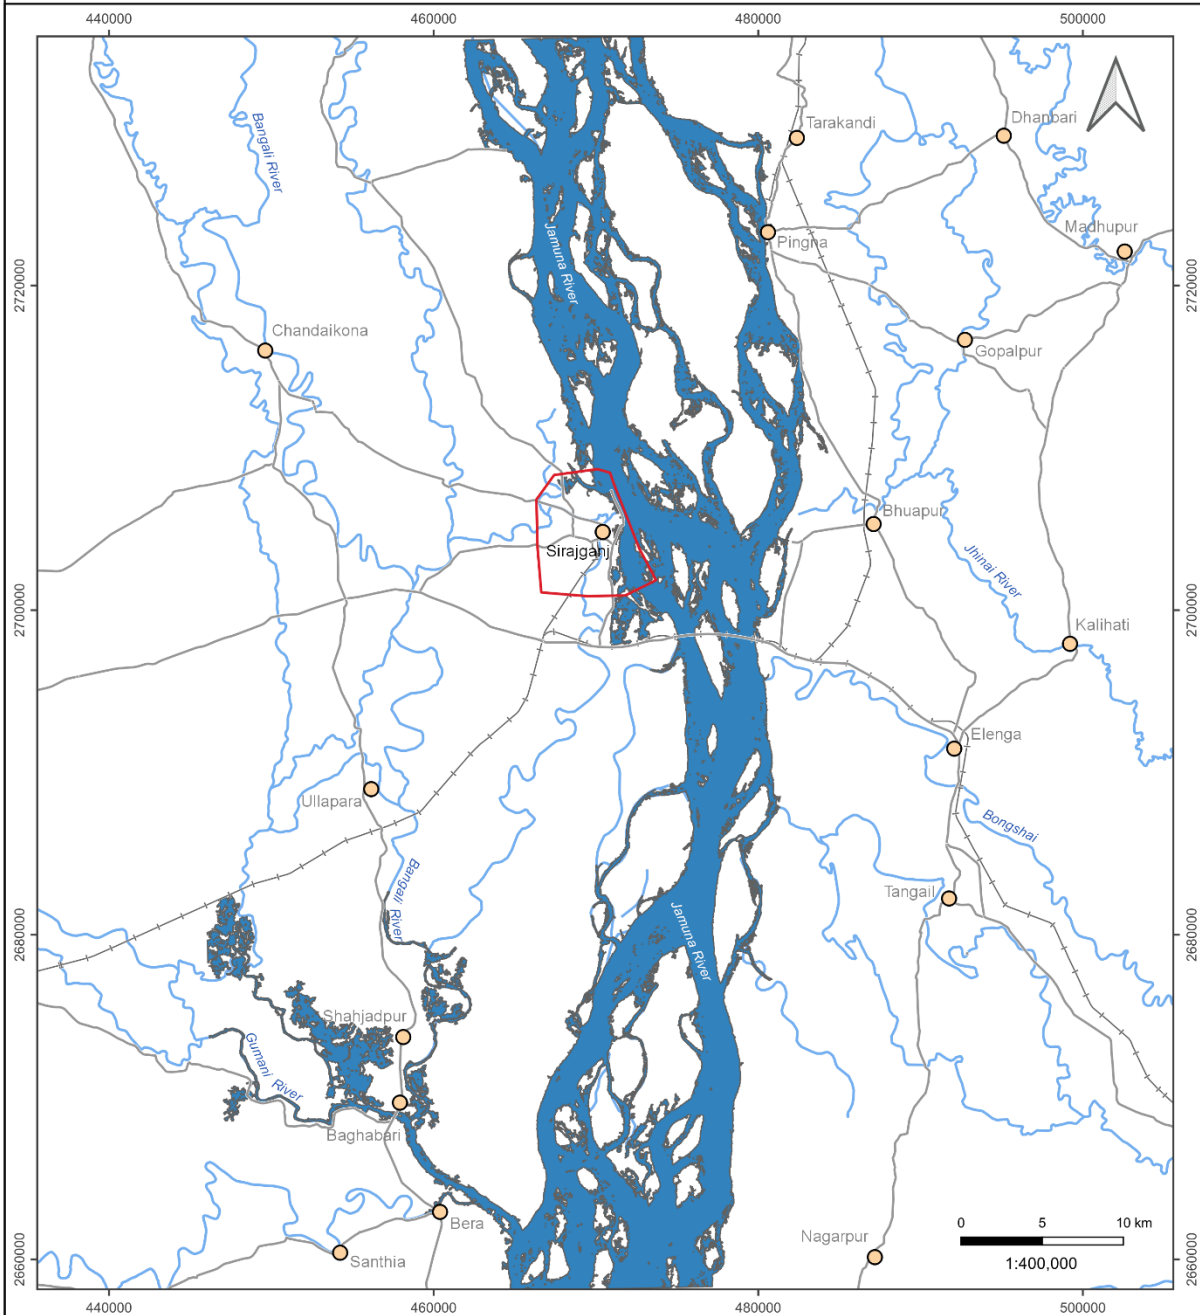 440000
460000
480000
500000
Tarakandi
Dhanbari
Bangali River
Madhupur
Pingna
Jamuna River
2720000
2720000
Chandaikona
Gopalpur
Bhuapur
Sirajganj
Jhinai River
2700000
2700000
Kalihati
Elenga
Ullapara
Bongshai
Bangali
River
Tangail
Jamuna River
2680000
2680000
Shahjadpur
Gumani River
Baghabari
Bera
0
5
10 km
Nagarpur
1:400,000
Santhia
2660000
2660000
440000
460000
480000
500000